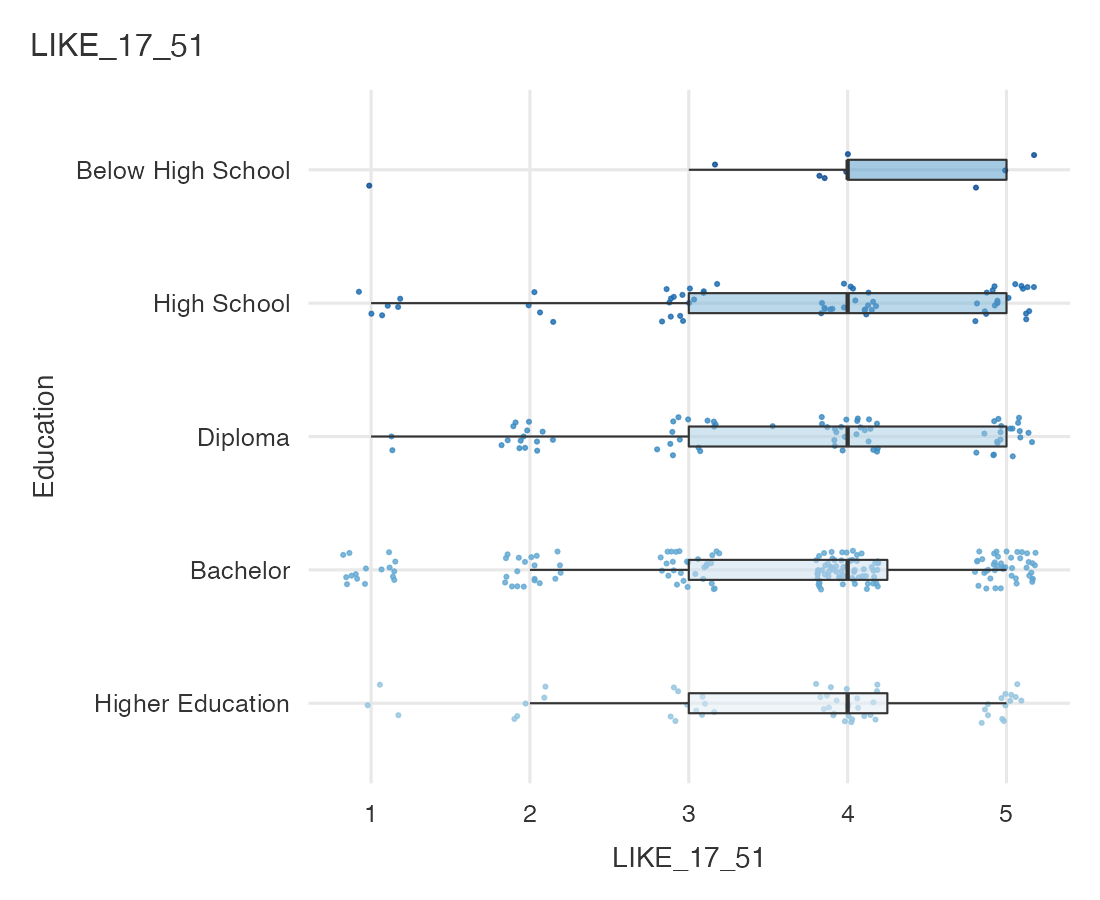 LIKE_17_51
Below High School
High School
Diploma
Bachelor
Higher Education
Education
1 2 3 4 5
LIKE_17_51